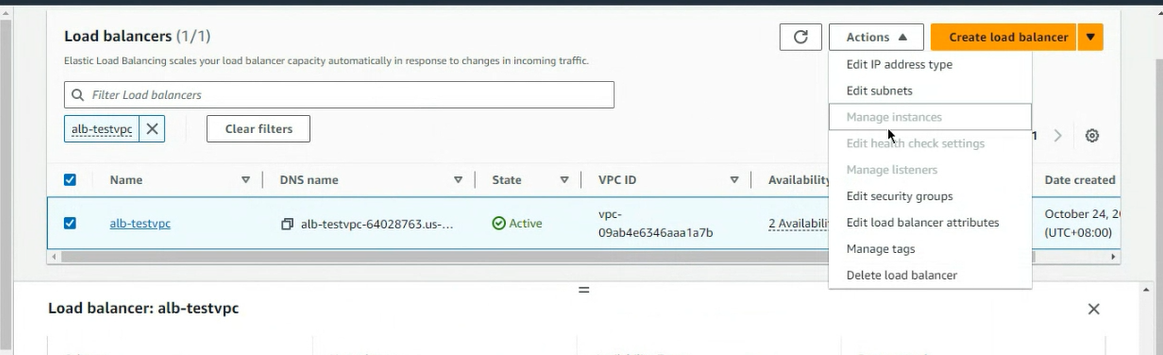 Load balancers (1/1)
Actions
Create load balancer
Elastic Load Balancing scales your load balancer capacity automatically in response to changes in incoming traffic.
Filter Load balancers
alb-testvpc
Clear filters
Edit IP address type
Edit subnets
Manage instances
Edit health check settings
Manage listeners
Edit security groups
Edit load balancer attributes
Manage tags
Delete load balancer
1
Name
DNS name
State
VPC ID
Availability
Date created
alb-testvpc
alb-testvpc-64028763.us-...
Active
vpc-
09ab4e6346aaa1a7b
2 Availabili
October 24, 2
(UTC+08:00)
Load balancer: alb-testvpc